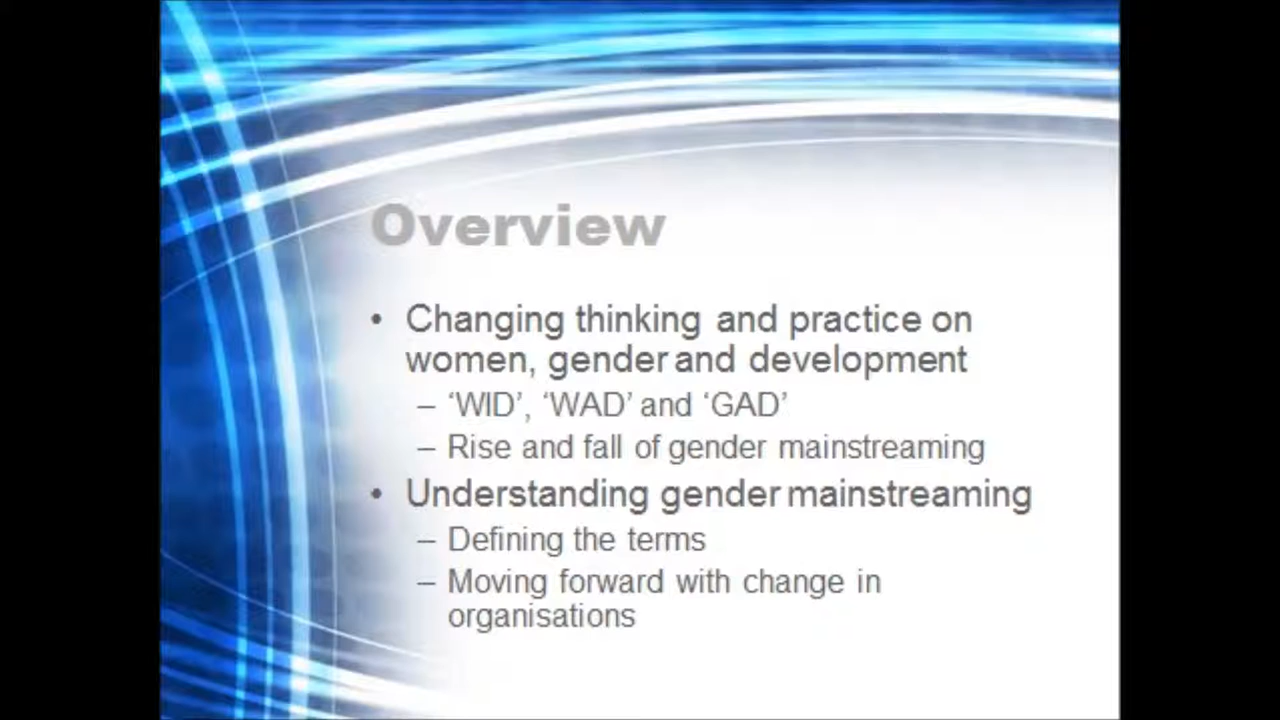 Overview
• Changing thinking and practice on
women, gender and development
– ‘WID’, ‘WAD’ and ‘GAD’
– Rise and fall of gender mainstreaming
• Understanding gender mainstreaming
– Defining the terms
– Moving forward with change in
organisations